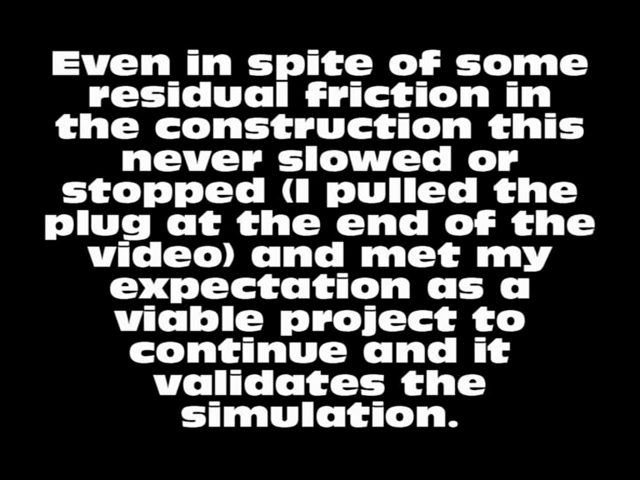 Even in spite of some
residual friction in
the construction this
never slowed or
stopped (I pulled the
plug at the end of the
video) and met my
expectation as a
viable project to
continue and it
validates the
simulation.